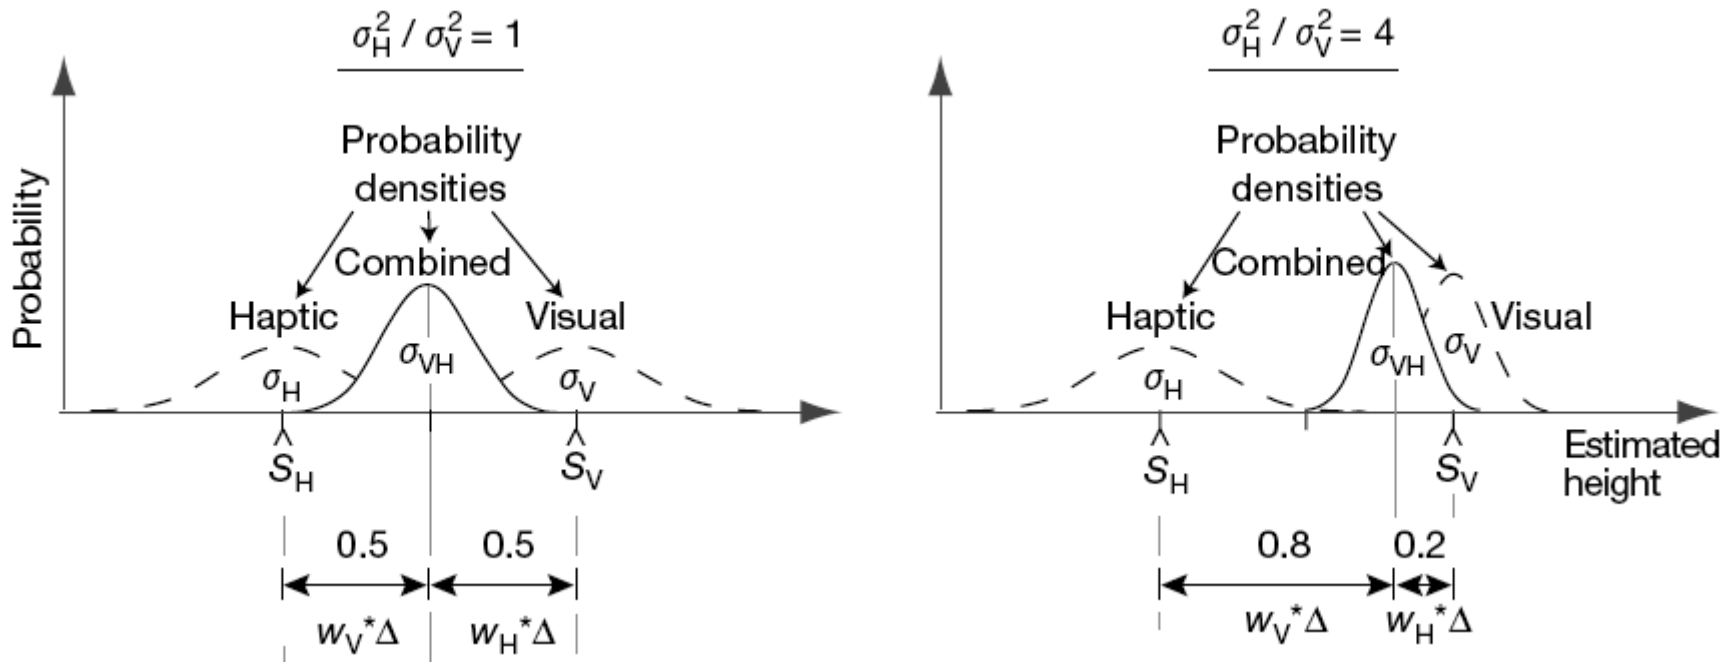 σ²H / σ²V = 1
Probability
densities
Combined
Haptic
Visual
σH
σVH
σV
Probability
ŜH
ŜV
0.5
0.5
wV*Δ
wH*Δ
σ²H / σ²V = 4
Probability
densities
Combined
Haptic
Visual
σH
σVH
σV
ŜH
ŜV
Estimated
height
0.8
0.2
wV*Δ
wH*Δ